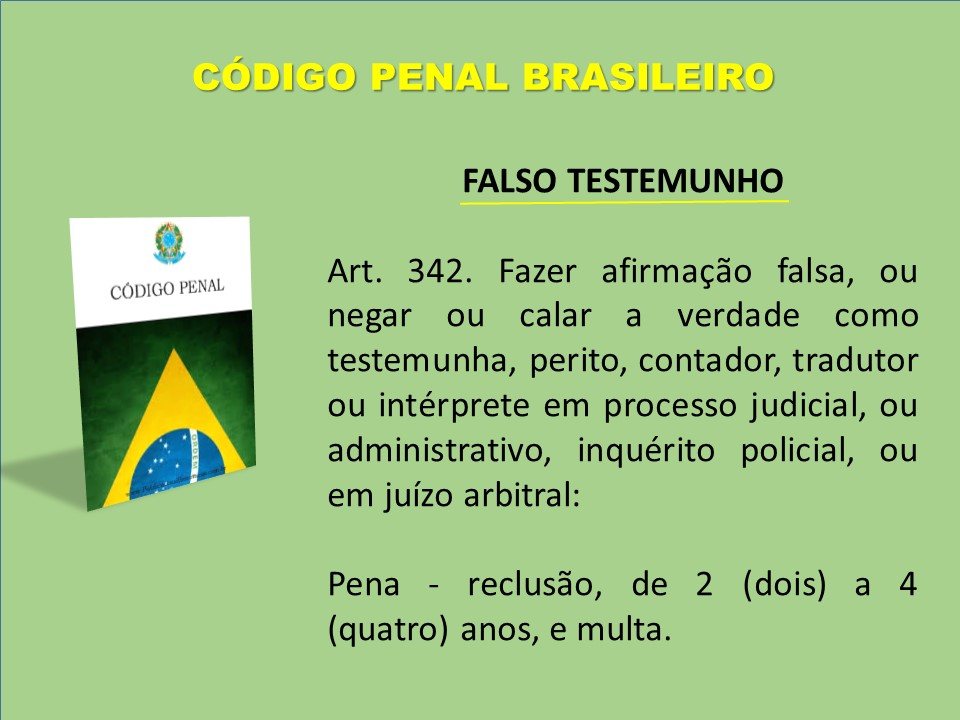 CÓDIGO PENAL BRASILEIRO
FALSO TESTEMUNHO
CÓDIGO PENAL
ORDEM
Art. 342. Fazer afirmação falsa, ou
negar ou calar a verdade como
testemunha, perito, contador, tradutor
ou intérprete em processo judicial, ou
administrativo, inquérito policial, ou
em juízo arbitral:
Pena - reclusão, de 2 (dois) a 4
(quatro) anos, e multa.